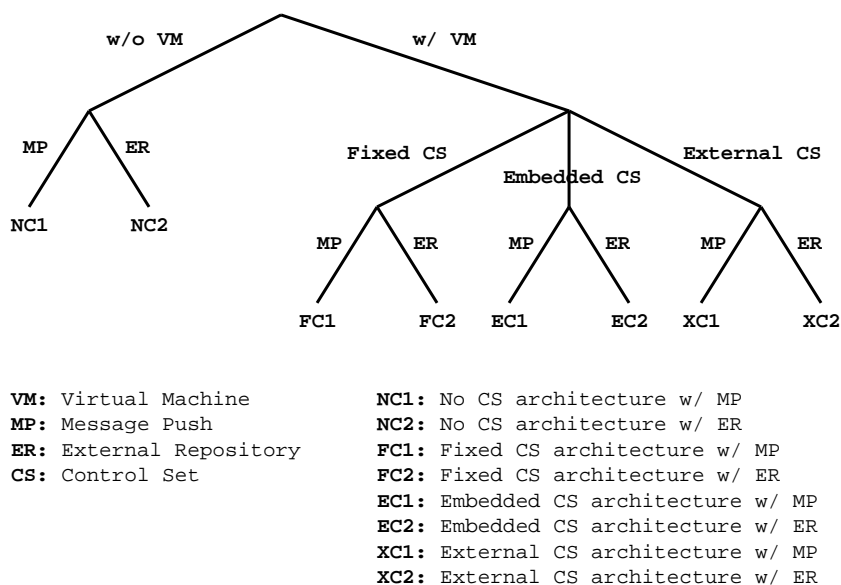 w/o VM
w/ VM
MP
ER
Fixed CS
External CS
Embedded CS
NC1
NC2
MP
ER
MP
ER
MP
ER
FC1
FC2
EC1
EC2
XC1
XC2
VM: Virtual Machine
MP: Message Push
ER: External Repository
CS: Control Set
NC1: No CS architecture w/ MP
NC2: No CS architecture w/ ER
FC1: Fixed CS architecture w/ MP
FC2: Fixed CS architecture w/ ER
EC1: Embedded CS architecture w/ MP
EC2: Embedded CS architecture w/ ER
XC1: External CS architecture w/ MP
XC2: External CS architecture w/ ER